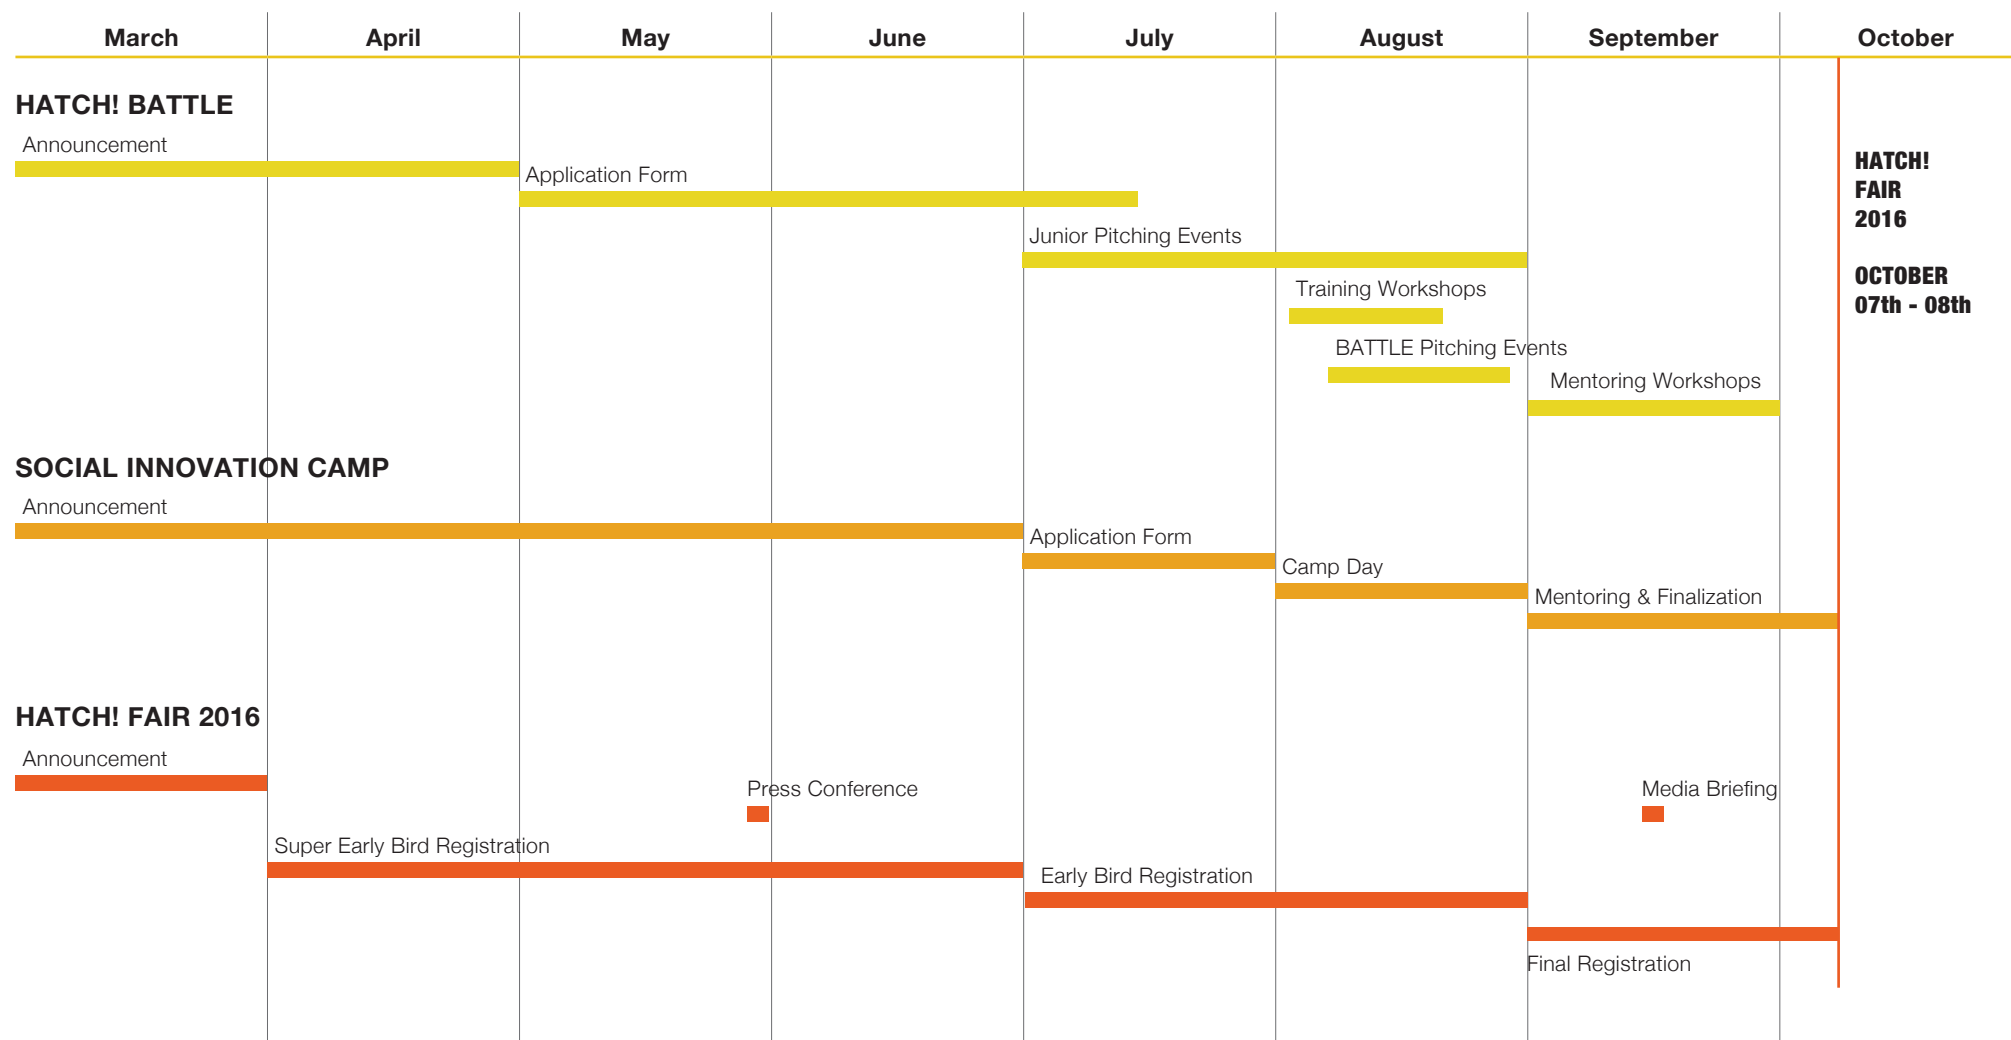 March April May June July August September October
HATCH! BATTLE
Announcement
Application Form
Junior Pitching Events
Training Workshops
BATTLE Pitching Events
Mentoring Workshops
HATCH!
FAIR
2016
OCTOBER
07th - 08th
SOCIAL INNOVATION CAMP
Announcement
Application Form
Camp Day
Mentoring & Finalization
HATCH! FAIR 2016
Announcement
Press Conference
Media Briefing
Super Early Bird Registration
Early Bird Registration
Final Registration